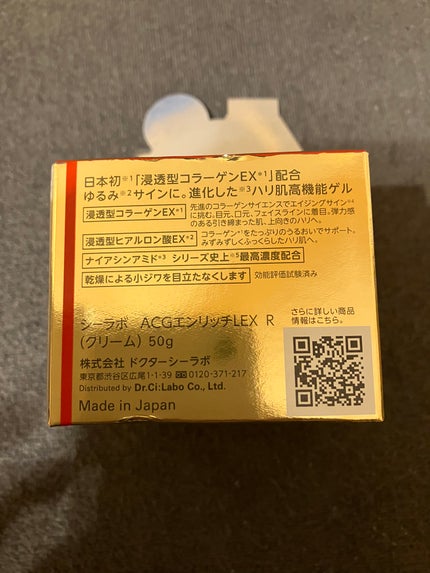 日本初※1「浸透型コラーゲンEX※1」配合
ゆるみ※2サインに。進化した※3ハリ肌高機能ゲル
浸透型コラーゲンEX※1
先進のコラーゲンサイエンスでエイジングサイン※4
に挑む。目元、口元、フェイスラインに着目。弾力感
のある引き締まった肌、上向きのハリへ。
浸透型ヒアルロン酸EX※2
コラーゲン※1をたっぷりのうるおいでサポート。
みずみずしくふっくらしたハリ肌へ。
ナイアシンアミド※3 シリーズ史上※5最高濃度配合
乾燥による小ジワを目立たなくします 効能評価試験済み
シーラボ ACGエンリッチLEX R
(クリーム) 50g
さらに詳しい商品
情報はこちら。
株式会社 ドクターシーラボ
東京都渋谷区広尾1-1-39 0120-371-217
Distributed by Dr.Ci:Labo Co., Ltd.
Made in Japan